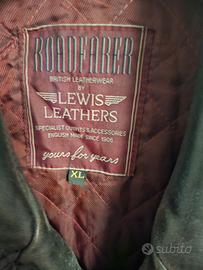 ROADFARER
BRITISH LEATHERWEAR
BY
LEWIS
LEATHERS
SPECIALIST OUTFITS & ACCESSORIES
ENGLISH MADE SINCE 1906
yours for years
XL
subito